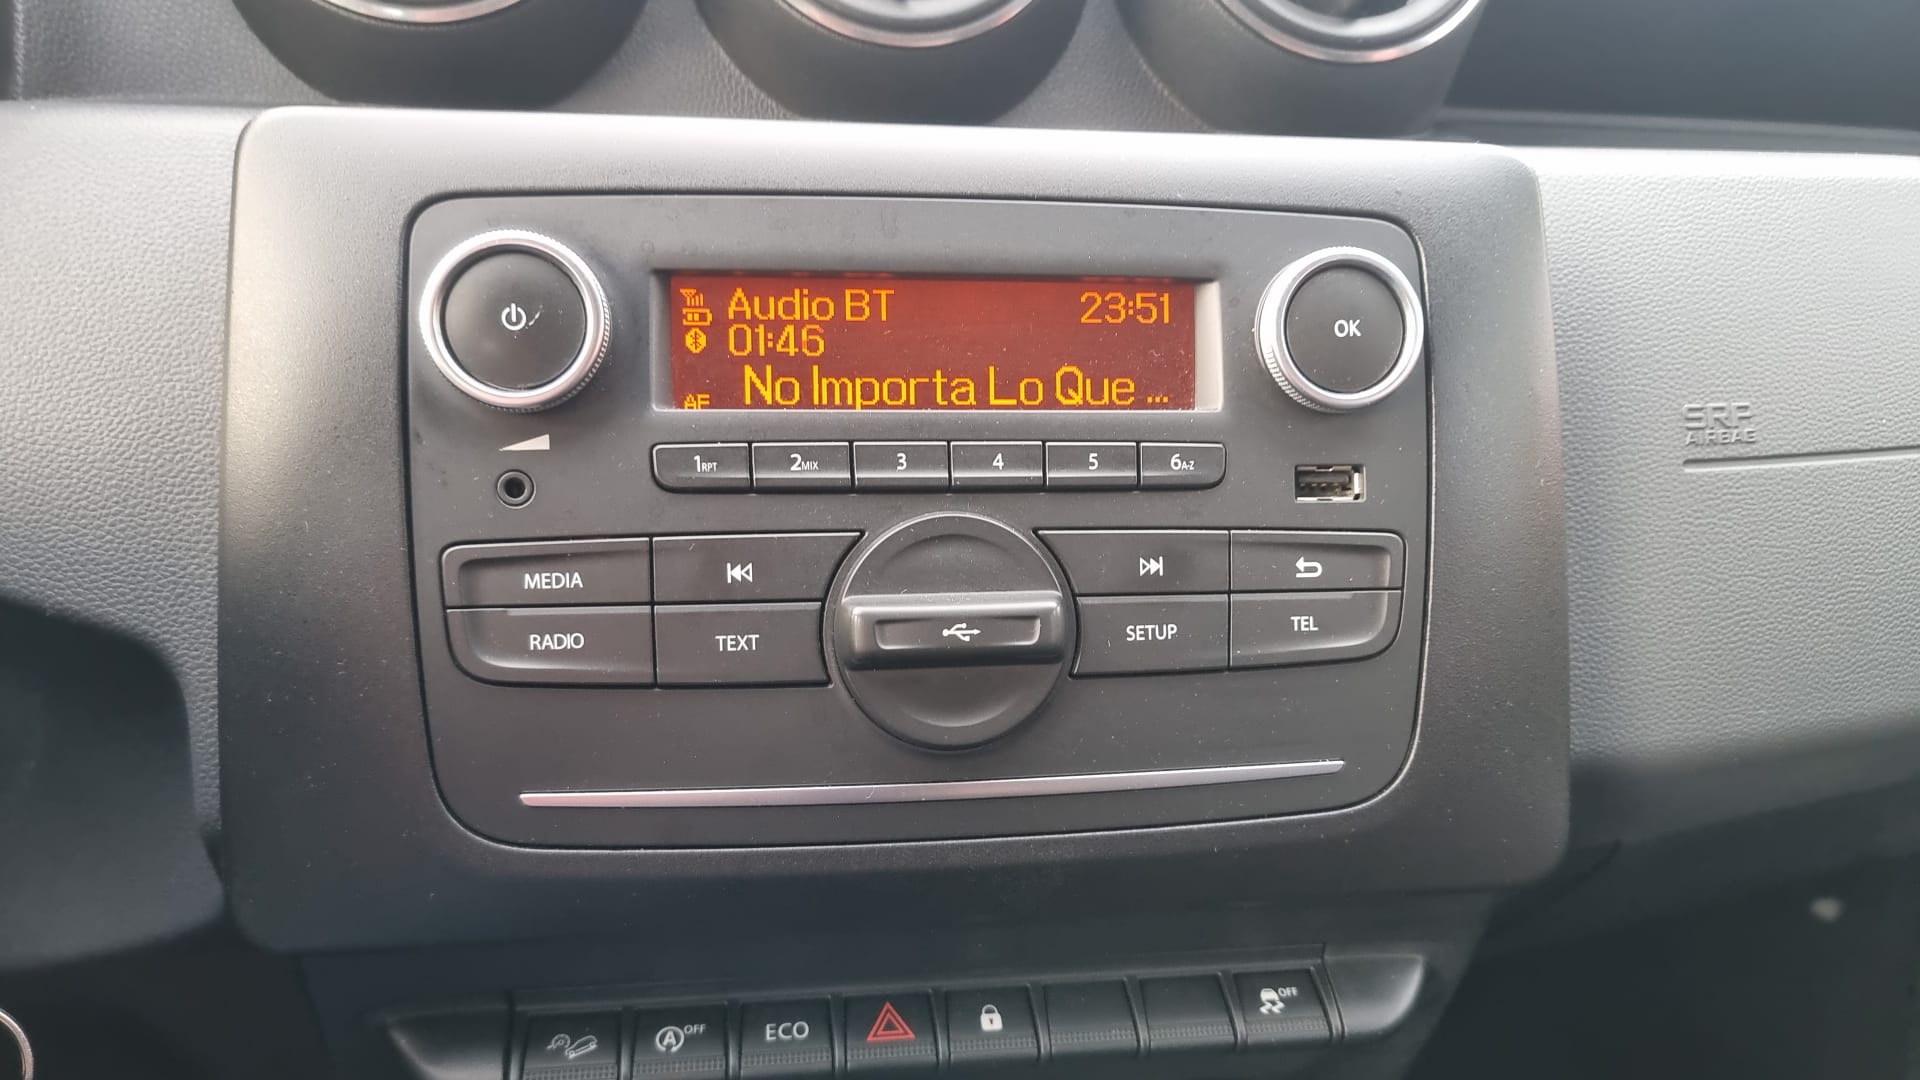 Audio BT 23:51
01:46
No Importa Lo Que ...
AF
OK
1RPT 2MIX 3 4 5 6A-Z
MEDIA
RADIO TEXT
SETUP TEL
SRP
AIRBAG
OFF
A OFF ECO